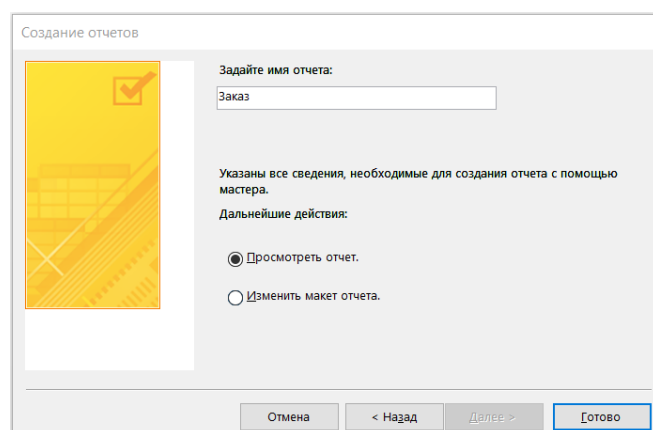 Создание отчетов
Задайте имя отчета:
Заказ
Указаны все сведения, необходимые для создания отчета с помощью
мастера.
Дальнейшие действия:
Просмотреть отчет.
Изменить макет отчета.
Отмена
< Назад
Далее >
Готово